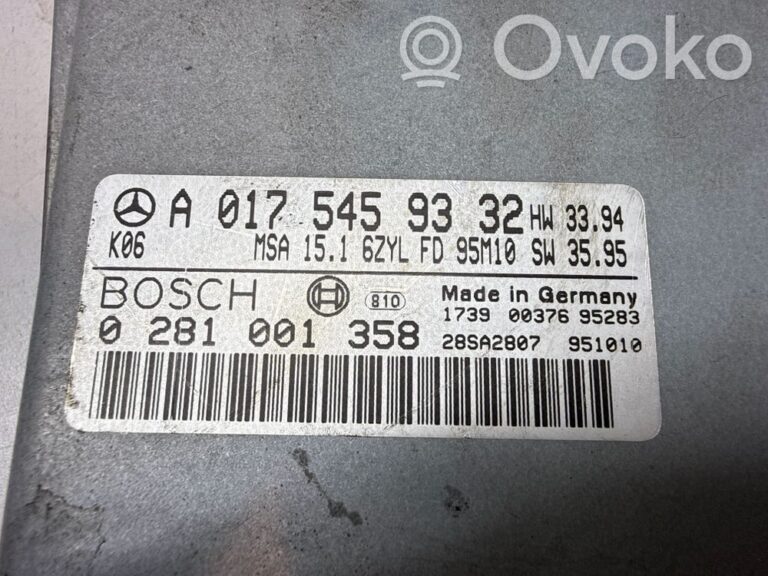 Ovoko
A 017 545 93 32 HW 33.94
K06 MSA 15.1 6ZYL FD 95M10 SW 35.95
BOSCH H 810 Made in Germany
1739 00376 95283
0 281 001 358 28SA2807 951010